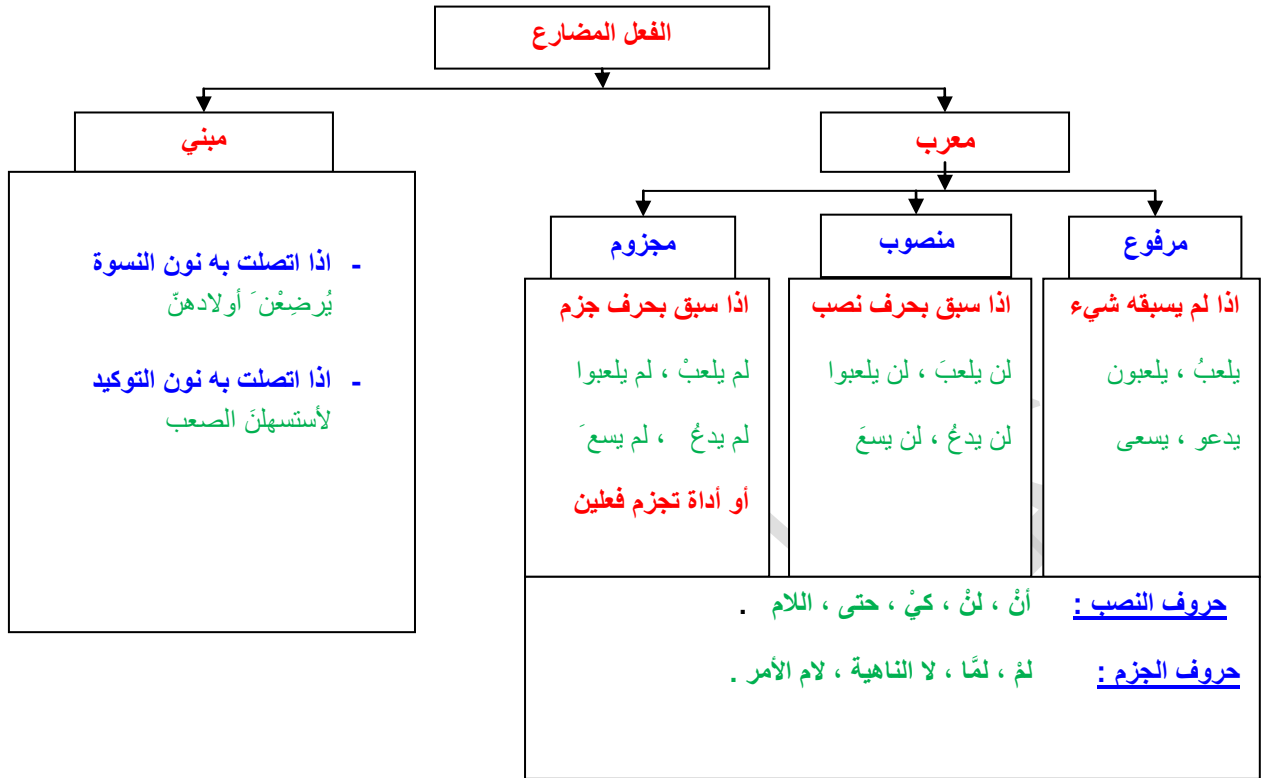 الفعل المضارع
معرب
مبني
مرفوع
اذا لم يسبقه شيء
يلعبُ ، يلعبون
يدعو ، يسعى
منصوب
اذا سبق بحرف نصب
لن يلعبَ ، لن يلعبوا
لن يدعُ ، لن يسعَ
مجزوم
اذا سبق بحرف جزم
لم يلعبْ ، لم يلعبوا
لم يدعُ ، لم يسع َ
أو أداة تجزم فعلين
حروف النصب : أنْ ، لنْ ، كيْ ، حتى ، اللام .
حروف الجزم : لمْ ، لمَّا ، لا الناهية ، لام الأمر .
- اذا اتصلت به نون النسوة
يُرضِعْن َ أولادهنّ
- اذا اتصلت به نون التوكيد
لأستسهلنَ الصعب